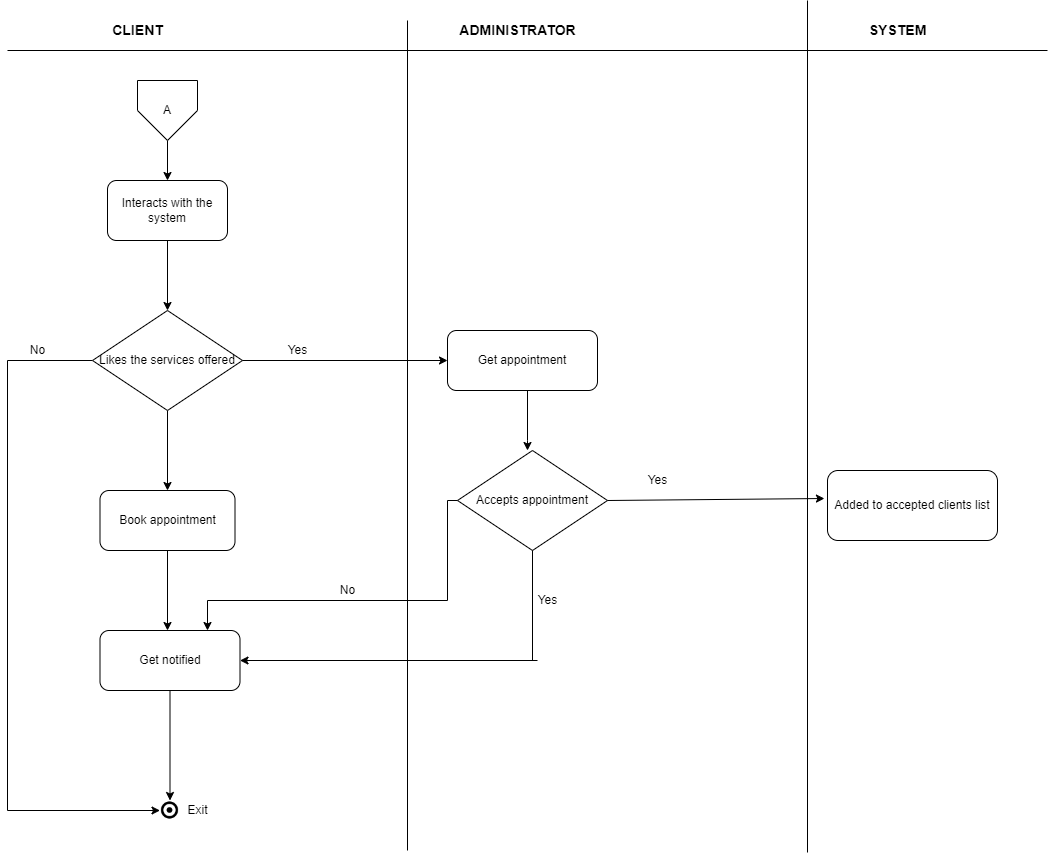 CLIENT
ADMINISTRATOR
SYSTEM
A
Interacts with the
system
No
Likes the services offered
Yes
Get appointment
Accepts appointment
Yes
Added to accepted clients list
Book appointment
No
Yes
Get notified
Exit